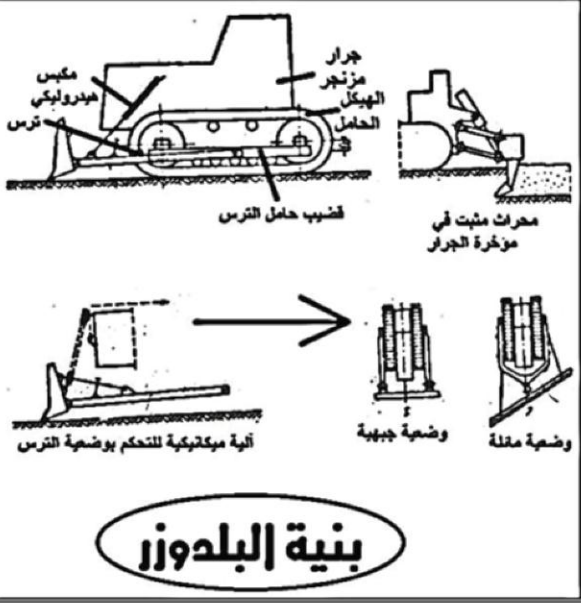 جرار
مزنجر
مكبس
هيدروليكي
الهيكل
الحامل
ترس
قضيب حامل الترس
محراث مثبت في
مؤخرة الجرار
آلية ميكانيكية للتحكم بوضعية الترس
وضعية جبهية
وضعية مائلة
بنية البلدوزر